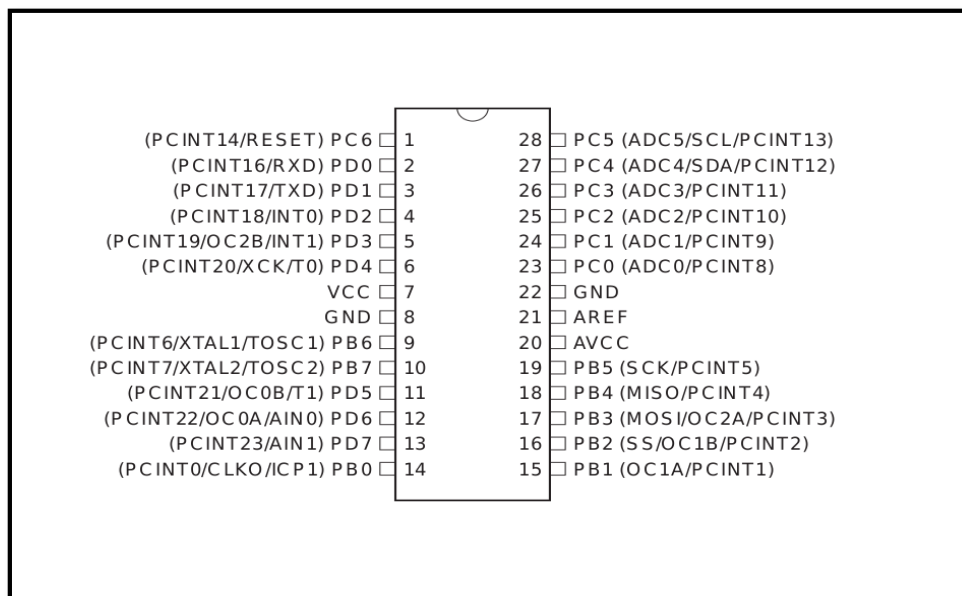 (PCINT14/RESET) PC6 1 28 PC5 (ADC5/SCL/PCINT13)
(PCINT16/RXD) PD0 2 27 PC4 (ADC4/SDA/PCINT12)
(PCINT17/TXD) PD1 3 26 PC3 (ADC3/PCINT11)
(PCINT18/INT0) PD2 4 25 PC2 (ADC2/PCINT10)
(PCINT19/OC2B/INT1) PD3 5 24 PC1 (ADC1/PCINT9)
(PCINT20/XCK/T0) PD4 6 23 PC0 (ADC0/PCINT8)
VCC 7 22 GND
GND 8 21 AREF
(PCINT6/XTAL1/TOSC1) PB6 9 20 AVCC
(PCINT7/XTAL2/TOSC2) PB7 10 19 PB5 (SCK/PCINT5)
(PCINT21/OC0B/T1) PD5 11 18 PB4 (MISO/PCINT4)
(PCINT22/OC0A/AIN0) PD6 12 17 PB3 (MOSI/OC2A/PCINT3)
(PCINT23/AIN1) PD7 13 16 PB2 (SS/OC1B/PCINT2)
(PCINT0/CLKO/ICP1) PB0 14 15 PB1 (OC1A/PCINT1)